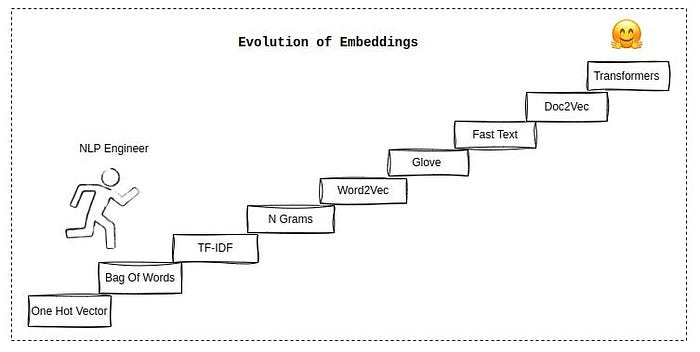 Evolution of Embeddings
Transformers
Doc2Vec
Fast Text
NLP Engineer
Glove
Word2Vec
N Grams
TF-IDF
Bag Of Words
One Hot Vector